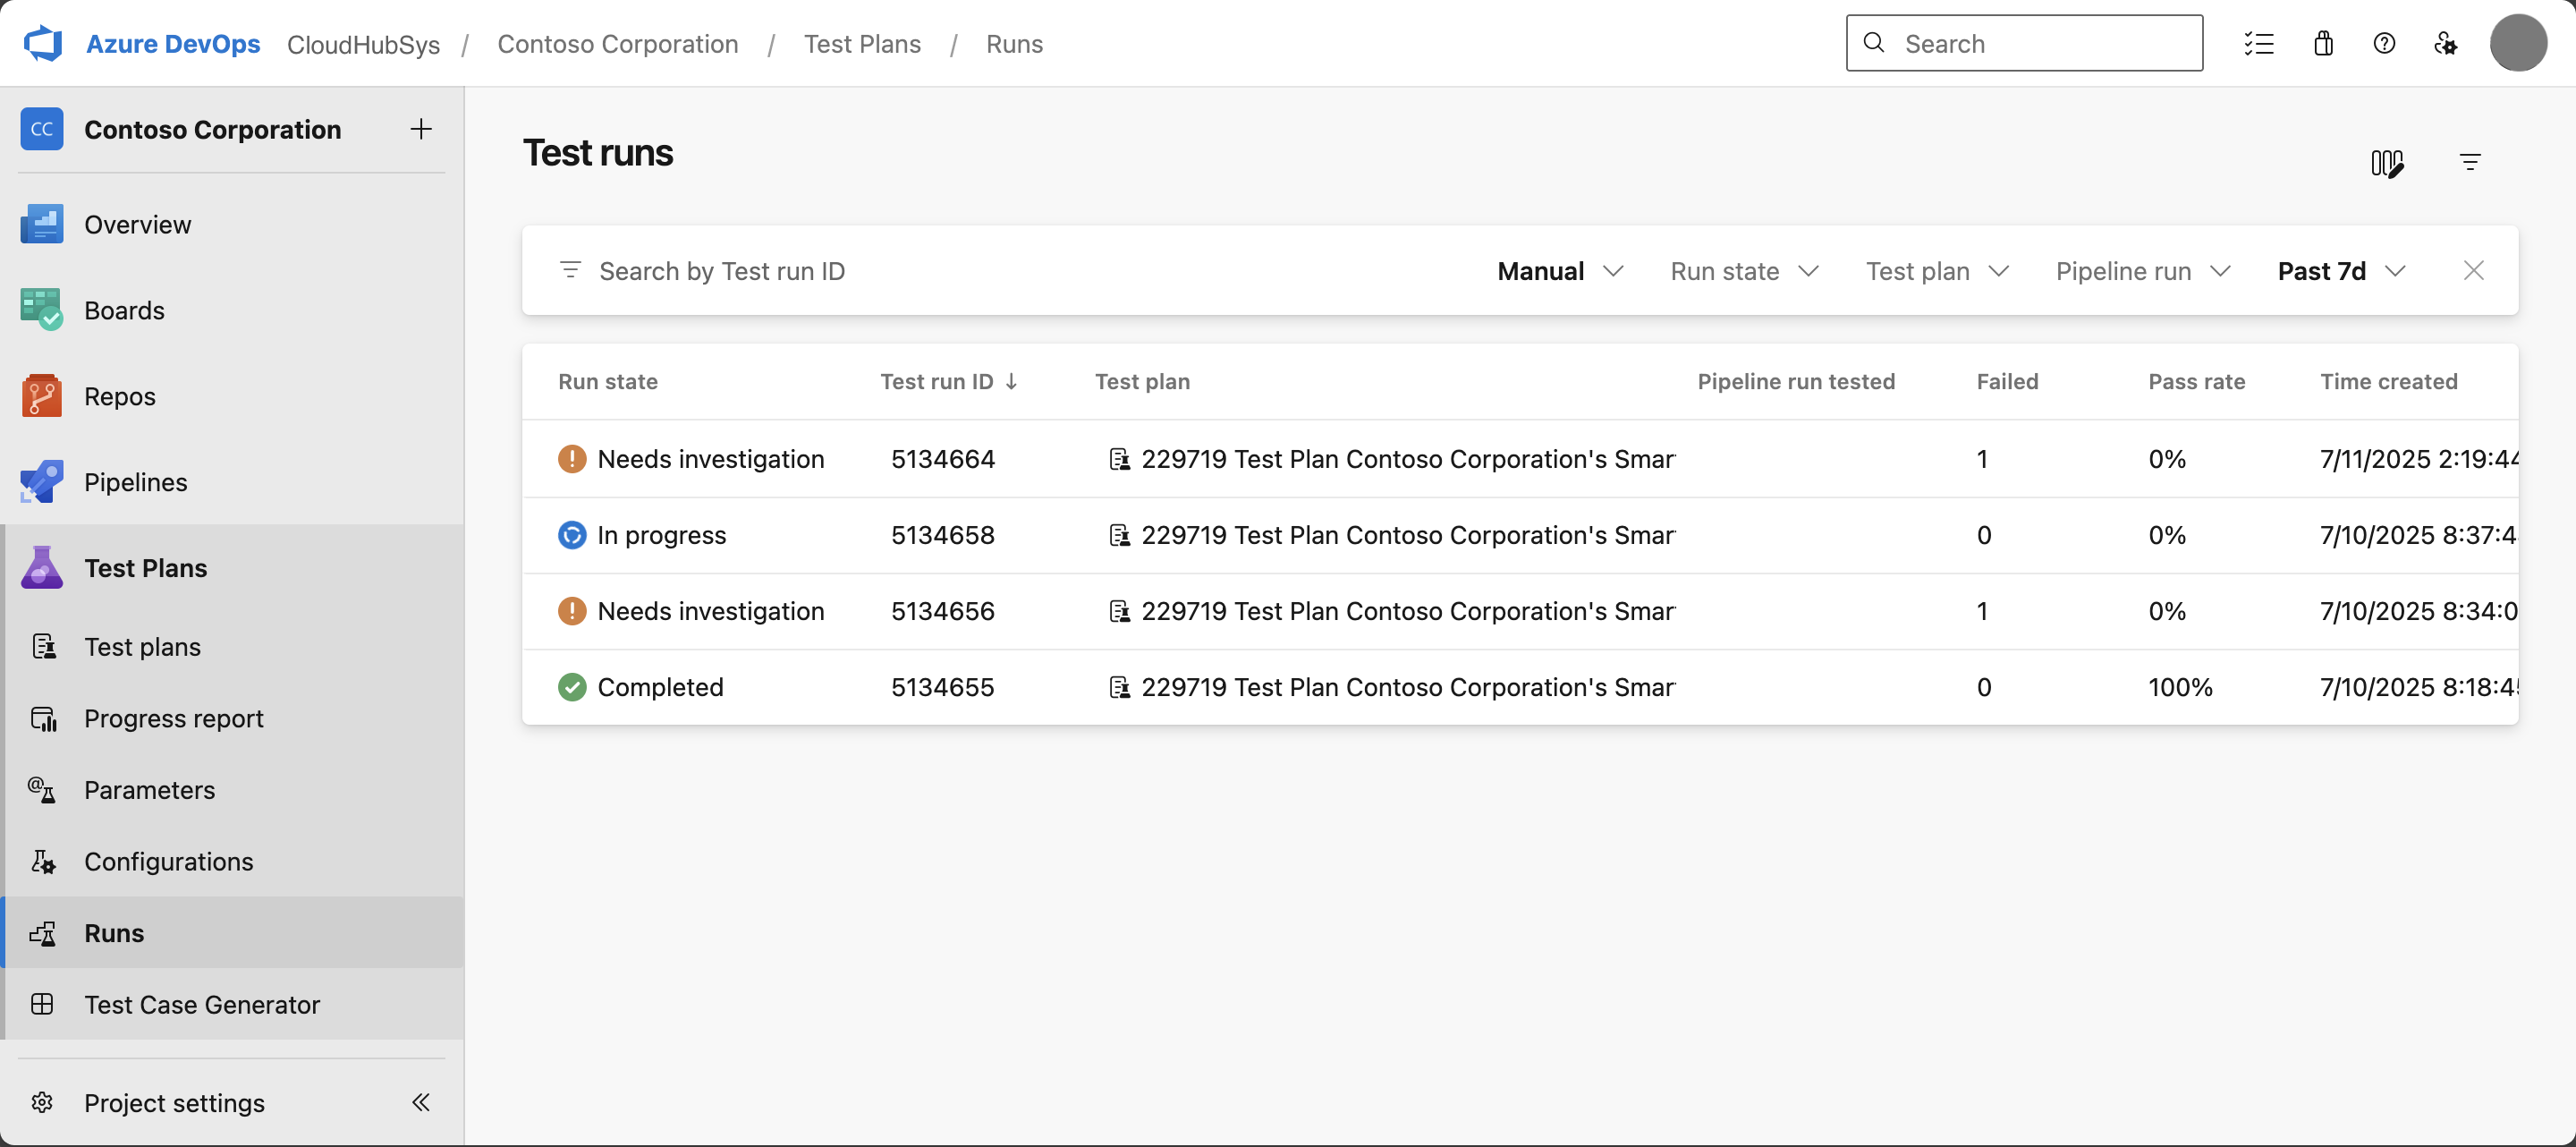 Azure DevOps CloudHubSys / Contoso Corporation / Test Plans / Runs Search
CC Contoso Corporation
Overview
Boards
Repos
Pipelines
Test Plans
Test plans
Progress report
Parameters
Configurations
Runs
Test Case Generator
Project settings
Test runs
Search by Test run ID Manual Run state Test plan Pipeline run Past 7d
Run state Test run ID ↓ Test plan Pipeline run tested Failed Pass rate Time created
Needs investigation 5134664 229719 Test Plan Contoso Corporation's Smar 1 0% 7/11/2025 2:19:44
In progress 5134658 229719 Test Plan Contoso Corporation's Smar 0 0% 7/10/2025 8:37:4
Needs investigation 5134656 229719 Test Plan Contoso Corporation's Smar 1 0% 7/10/2025 8:34:0
Completed 5134655 229719 Test Plan Contoso Corporation's Smar 0 100% 7/10/2025 8:18:45